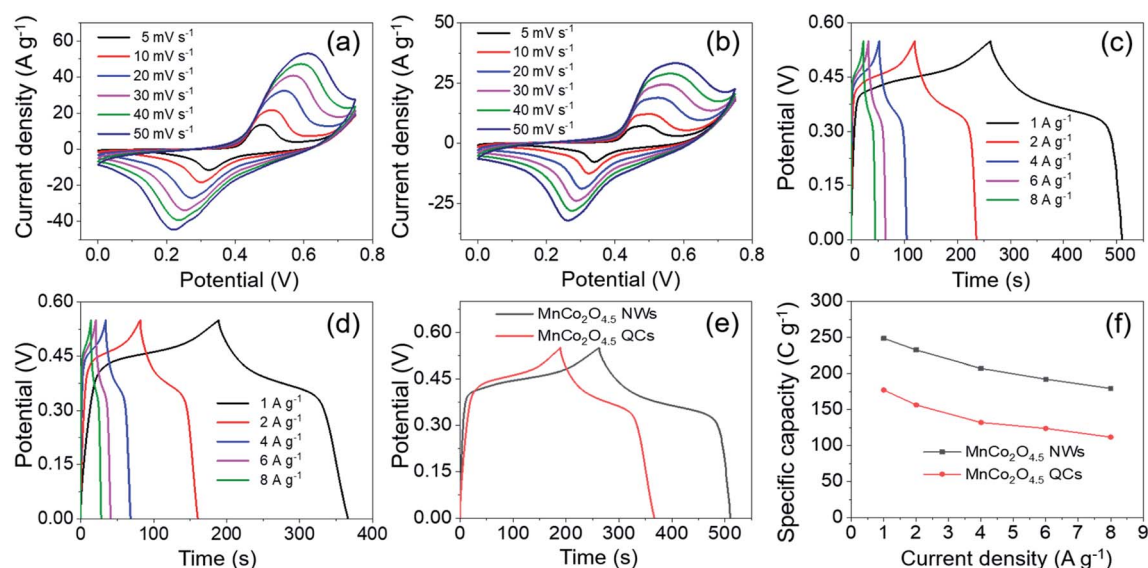 (a)
Current density (A g⁻¹)
60
40
20
0
-20
-40
5 mV s⁻¹
10 mV s⁻¹
20 mV s⁻¹
30 mV s⁻¹
40 mV s⁻¹
50 mV s⁻¹
0.0 0.2 0.4 0.6 0.8
Potential (V)
(b)
Current density (A g⁻¹)
50
25
0
-25
5 mV s⁻¹
10 mV s⁻¹
20 mV s⁻¹
30 mV s⁻¹
40 mV s⁻¹
50 mV s⁻¹
0.0 0.2 0.4 0.6 0.8
Potential (V)
(c)
Potential (V)
0.60
0.45
0.30
0.15
0.00
1 A g⁻¹
2 A g⁻¹
4 A g⁻¹
6 A g⁻¹
8 A g⁻¹
0 100 200 300 400 500
Time (s)
(d)
Potential (V)
0.60
0.45
0.30
0.15
0.00
1 A g⁻¹
2 A g⁻¹
4 A g⁻¹
6 A g⁻¹
8 A g⁻¹
0 100 200 300 400
Time (s)
(e)
Potential (V)
0.60
0.45
0.30
0.15
0.00
MnCo₂O₄.₅ NWs
MnCo₂O₄.₅ QCs
0 100 200 300 400 500
Time (s)
(f)
Specific capacity (C g⁻¹)
300
250
200
150
100
50
0
MnCo₂O₄.₅ NWs
MnCo₂O₄.₅ QCs
0 1 2 3 4 5 6 7 8 9
Current density (A g⁻¹)